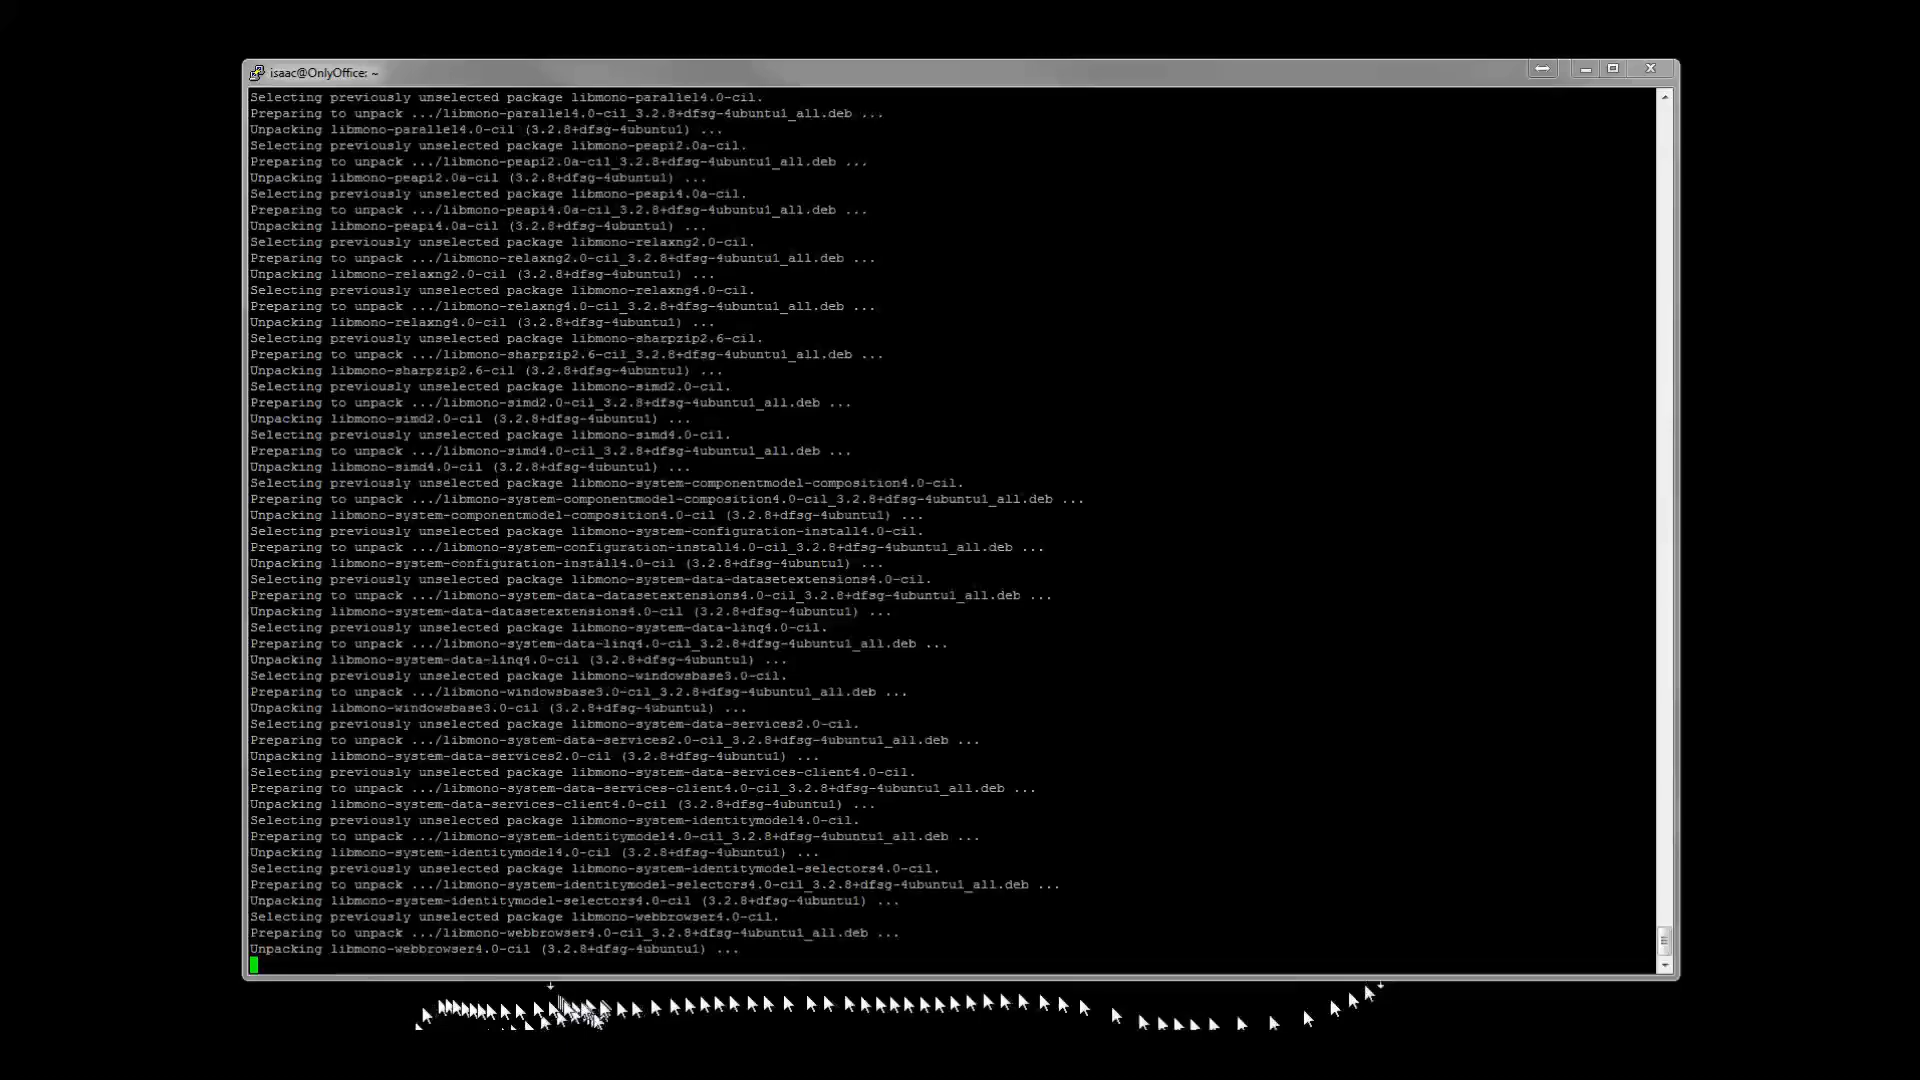 isaac@OnlyOffice: ~
Selecting previously unselected package libmono-parallel4.0-cil.
Preparing to unpack .../libmono-parallel4.0-cil_3.2.8+dfsg-4ubuntu1_all.deb ...
Unpacking libmono-parallel4.0-cil (3.2.8+dfsg-4ubuntu1) ...
Selecting previously unselected package libmono-peapi2.0a-cil.
Preparing to unpack .../libmono-peapi2.0a-cil_3.2.8+dfsg-4ubuntu1_all.deb ...
Unpacking libmono-peapi2.0a-cil (3.2.8+dfsg-4ubuntu1) ...
Selecting previously unselected package libmono-peapi4.0a-cil.
Preparing to unpack .../libmono-peapi4.0a-cil_3.2.8+dfsg-4ubuntu1_all.deb ...
Unpacking libmono-peapi4.0a-cil (3.2.8+dfsg-4ubuntu1) ...
Selecting previously unselected package libmono-relaxng2.0-cil.
Preparing to unpack .../libmono-relaxng2.0-cil_3.2.8+dfsg-4ubuntu1_all.deb ...
Unpacking libmono-relaxng2.0-cil (3.2.8+dfsg-4ubuntu1) ...
Selecting previously unselected package libmono-relaxng4.0-cil.
Preparing to unpack .../libmono-relaxng4.0-cil_3.2.8+dfsg-4ubuntu1_all.deb ...
Unpacking libmono-relaxng4.0-cil (3.2.8+dfsg-4ubuntu1) ...
Selecting previously unselected package libmono-sharpzip2.6-cil.
Preparing to unpack .../libmono-sharpzip2.6-cil_3.2.8+dfsg-4ubuntu1_all.deb ...
Unpacking libmono-sharpzip2.6-cil (3.2.8+dfsg-4ubuntu1) ...
Selecting previously unselected package libmono-simd2.0-cil.
Preparing to unpack .../libmono-simd2.0-cil_3.2.8+dfsg-4ubuntu1_all.deb ...
Unpacking libmono-simd2.0-cil (3.2.8+dfsg-4ubuntu1) ...
Selecting previously unselected package libmono-simd4.0-cil.
Preparing to unpack .../libmono-simd4.0-cil_3.2.8+dfsg-4ubuntu1_all.deb ...
Unpacking libmono-simd4.0-cil (3.2.8+dfsg-4ubuntu1) ...
Selecting previously unselected package libmono-system-componentmodel-composition4.0-cil.
Preparing to unpack .../libmono-system-componentmodel-composition4.0-cil_3.2.8+dfsg-4ubuntu1_all.deb ...
Unpacking libmono-system-componentmodel-composition4.0-cil (3.2.8+dfsg-4ubuntu1) ...
Selecting previously unselected package libmono-system-configuration-install4.0-cil.
Preparing to unpack .../libmono-system-configuration-install4.0-cil_3.2.8+dfsg-4ubuntu1_all.deb ...
Unpacking libmono-system-configuration-install4.0-cil (3.2.8+dfsg-4ubuntu1) ...
Selecting previously unselected package libmono-system-data-datasetextensions4.0-cil.
Preparing to unpack .../libmono-system-data-datasetextensions4.0-cil_3.2.8+dfsg-4ubuntu1_all.deb ...
Unpacking libmono-system-data-datasetextensions4.0-cil (3.2.8+dfsg-4ubuntu1) ...
Selecting previously unselected package libmono-system-data-linq4.0-cil.
Preparing to unpack .../libmono-system-data-linq4.0-cil_3.2.8+dfsg-4ubuntu1_all.deb ...
Unpacking libmono-system-data-linq4.0-cil (3.2.8+dfsg-4ubuntu1) ...
Selecting previously unselected package libmono-windowsbase3.0-cil.
Preparing to unpack .../libmono-windowsbase3.0-cil_3.2.8+dfsg-4ubuntu1_all.deb ...
Unpacking libmono-windowsbase3.0-cil (3.2.8+dfsg-4ubuntu1) ...
Selecting previously unselected package libmono-system-data-services2.0-cil.
Preparing to unpack .../libmono-system-data-services2.0-cil_3.2.8+dfsg-4ubuntu1_all.deb ...
Unpacking libmono-system-data-services2.0-cil (3.2.8+dfsg-4ubuntu1) ...
Selecting previously unselected package libmono-system-data-services-client4.0-cil.
Preparing to unpack .../libmono-system-data-services-client4.0-cil_3.2.8+dfsg-4ubuntu1_all.deb ...
Unpacking libmono-system-data-services-client4.0-cil (3.2.8+dfsg-4ubuntu1) ...
Selecting previously unselected package libmono-system-identitymodel4.0-cil.
Preparing to unpack .../libmono-system-identitymodel4.0-cil_3.2.8+dfsg-4ubuntu1_all.deb ...
Unpacking libmono-system-identitymodel4.0-cil (3.2.8+dfsg-4ubuntu1) ...
Selecting previously unselected package libmono-system-identitymodel-selectors4.0-cil.
Preparing to unpack .../libmono-system-identitymodel-selectors4.0-cil_3.2.8+dfsg-4ubuntu1_all.deb ...
Unpacking libmono-system-identitymodel-selectors4.0-cil (3.2.8+dfsg-4ubuntu1) ...
Selecting previously unselected package libmono-webbrowser4.0-cil.
Preparing to unpack .../libmono-webbrowser4.0-cil_3.2.8+dfsg-4ubuntu1_all.deb ...
Unpacking libmono-webbrowser4.0-cil (3.2.8+dfsg-4ubuntu1) ...